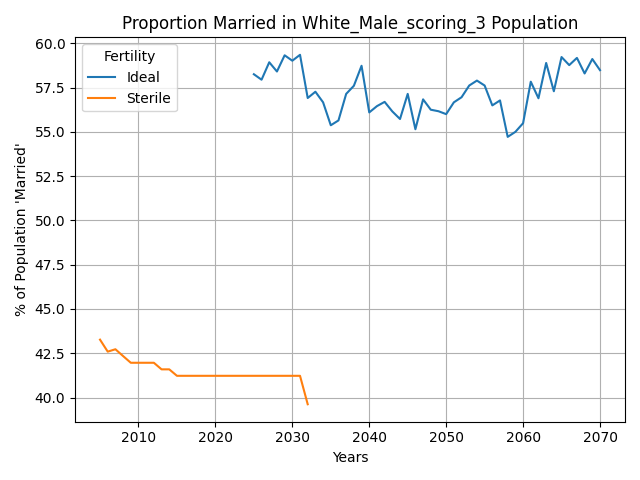 Proportion Married in White_Male_scoring_3 Population
Fertility
Ideal
Sterile
% of Population 'Married'
60.0
57.5
55.0
52.5
50.0
47.5
45.0
42.5
40.0
2010
2020
2030
2040
2050
2060
2070
Years